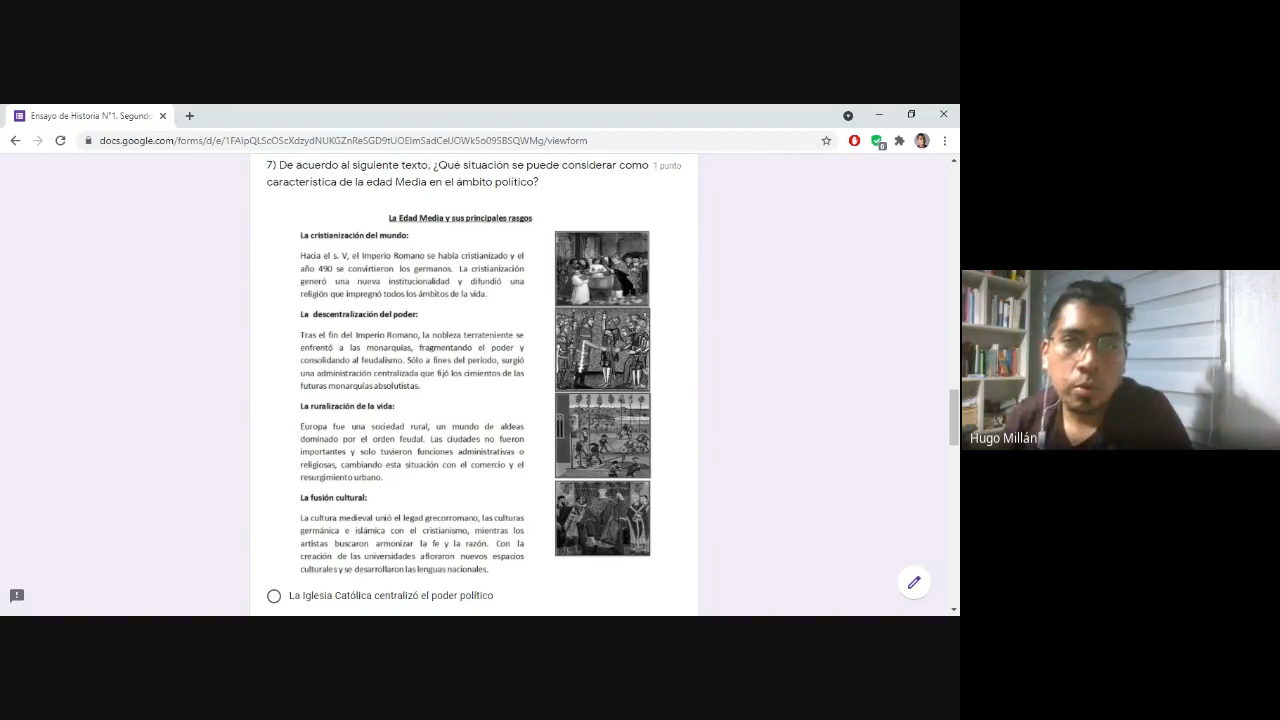 Ensayo de Historia N°1. Segundo
docs.google.com/forms/d/e/1FAIpQLScOScXdzydNUKGZnReSGD9tUOEImSadCelJOWk5o09SBSQWMg/viewform
7) De acuerdo al siguiente texto, ¿Qué situación se puede considerar como 1 punto
característica de la edad Media en el ámbito político?
La Edad Media y sus principales rasgos
La cristianización del mundo:
Hacia el s. V, el Imperio Romano se había cristianizado y el
año 490 se convirtieron los germanos. La cristianización
generó una nueva institucionalidad y difundió una
religión que impregnó todos los ámbitos de la vida.
La descentralización del poder:
Tras el fin del Imperio Romano, la nobleza terrateniente se
enfrentó a las monarquías, fragmentando el poder y
consolidando al feudalismo. Sólo a fines del período, surgió
una administración centralizada que fijó los cimientos de las
futuras monarquías absolutistas.
La ruralización de la vida:
Europa fue una sociedad rural, un mundo de aldeas
dominado por el orden feudal. Las ciudades no fueron
importantes y solo tuvieron funciones administrativas o
religiosas, cambiando esta situación con el comercio y el
resurgimiento urbano.
La fusión cultural:
La cultura medieval unió el legad grecorromano, las culturas
germánica e islámica con el cristianismo, mientras los
artistas buscaron armonizar la fe y la razón. Con la
creación de las universidades afloraron nuevos espacios
culturales y se desarrollaron las lenguas nacionales.
La Iglesia Católica centralizó el poder político
Hugo Millán